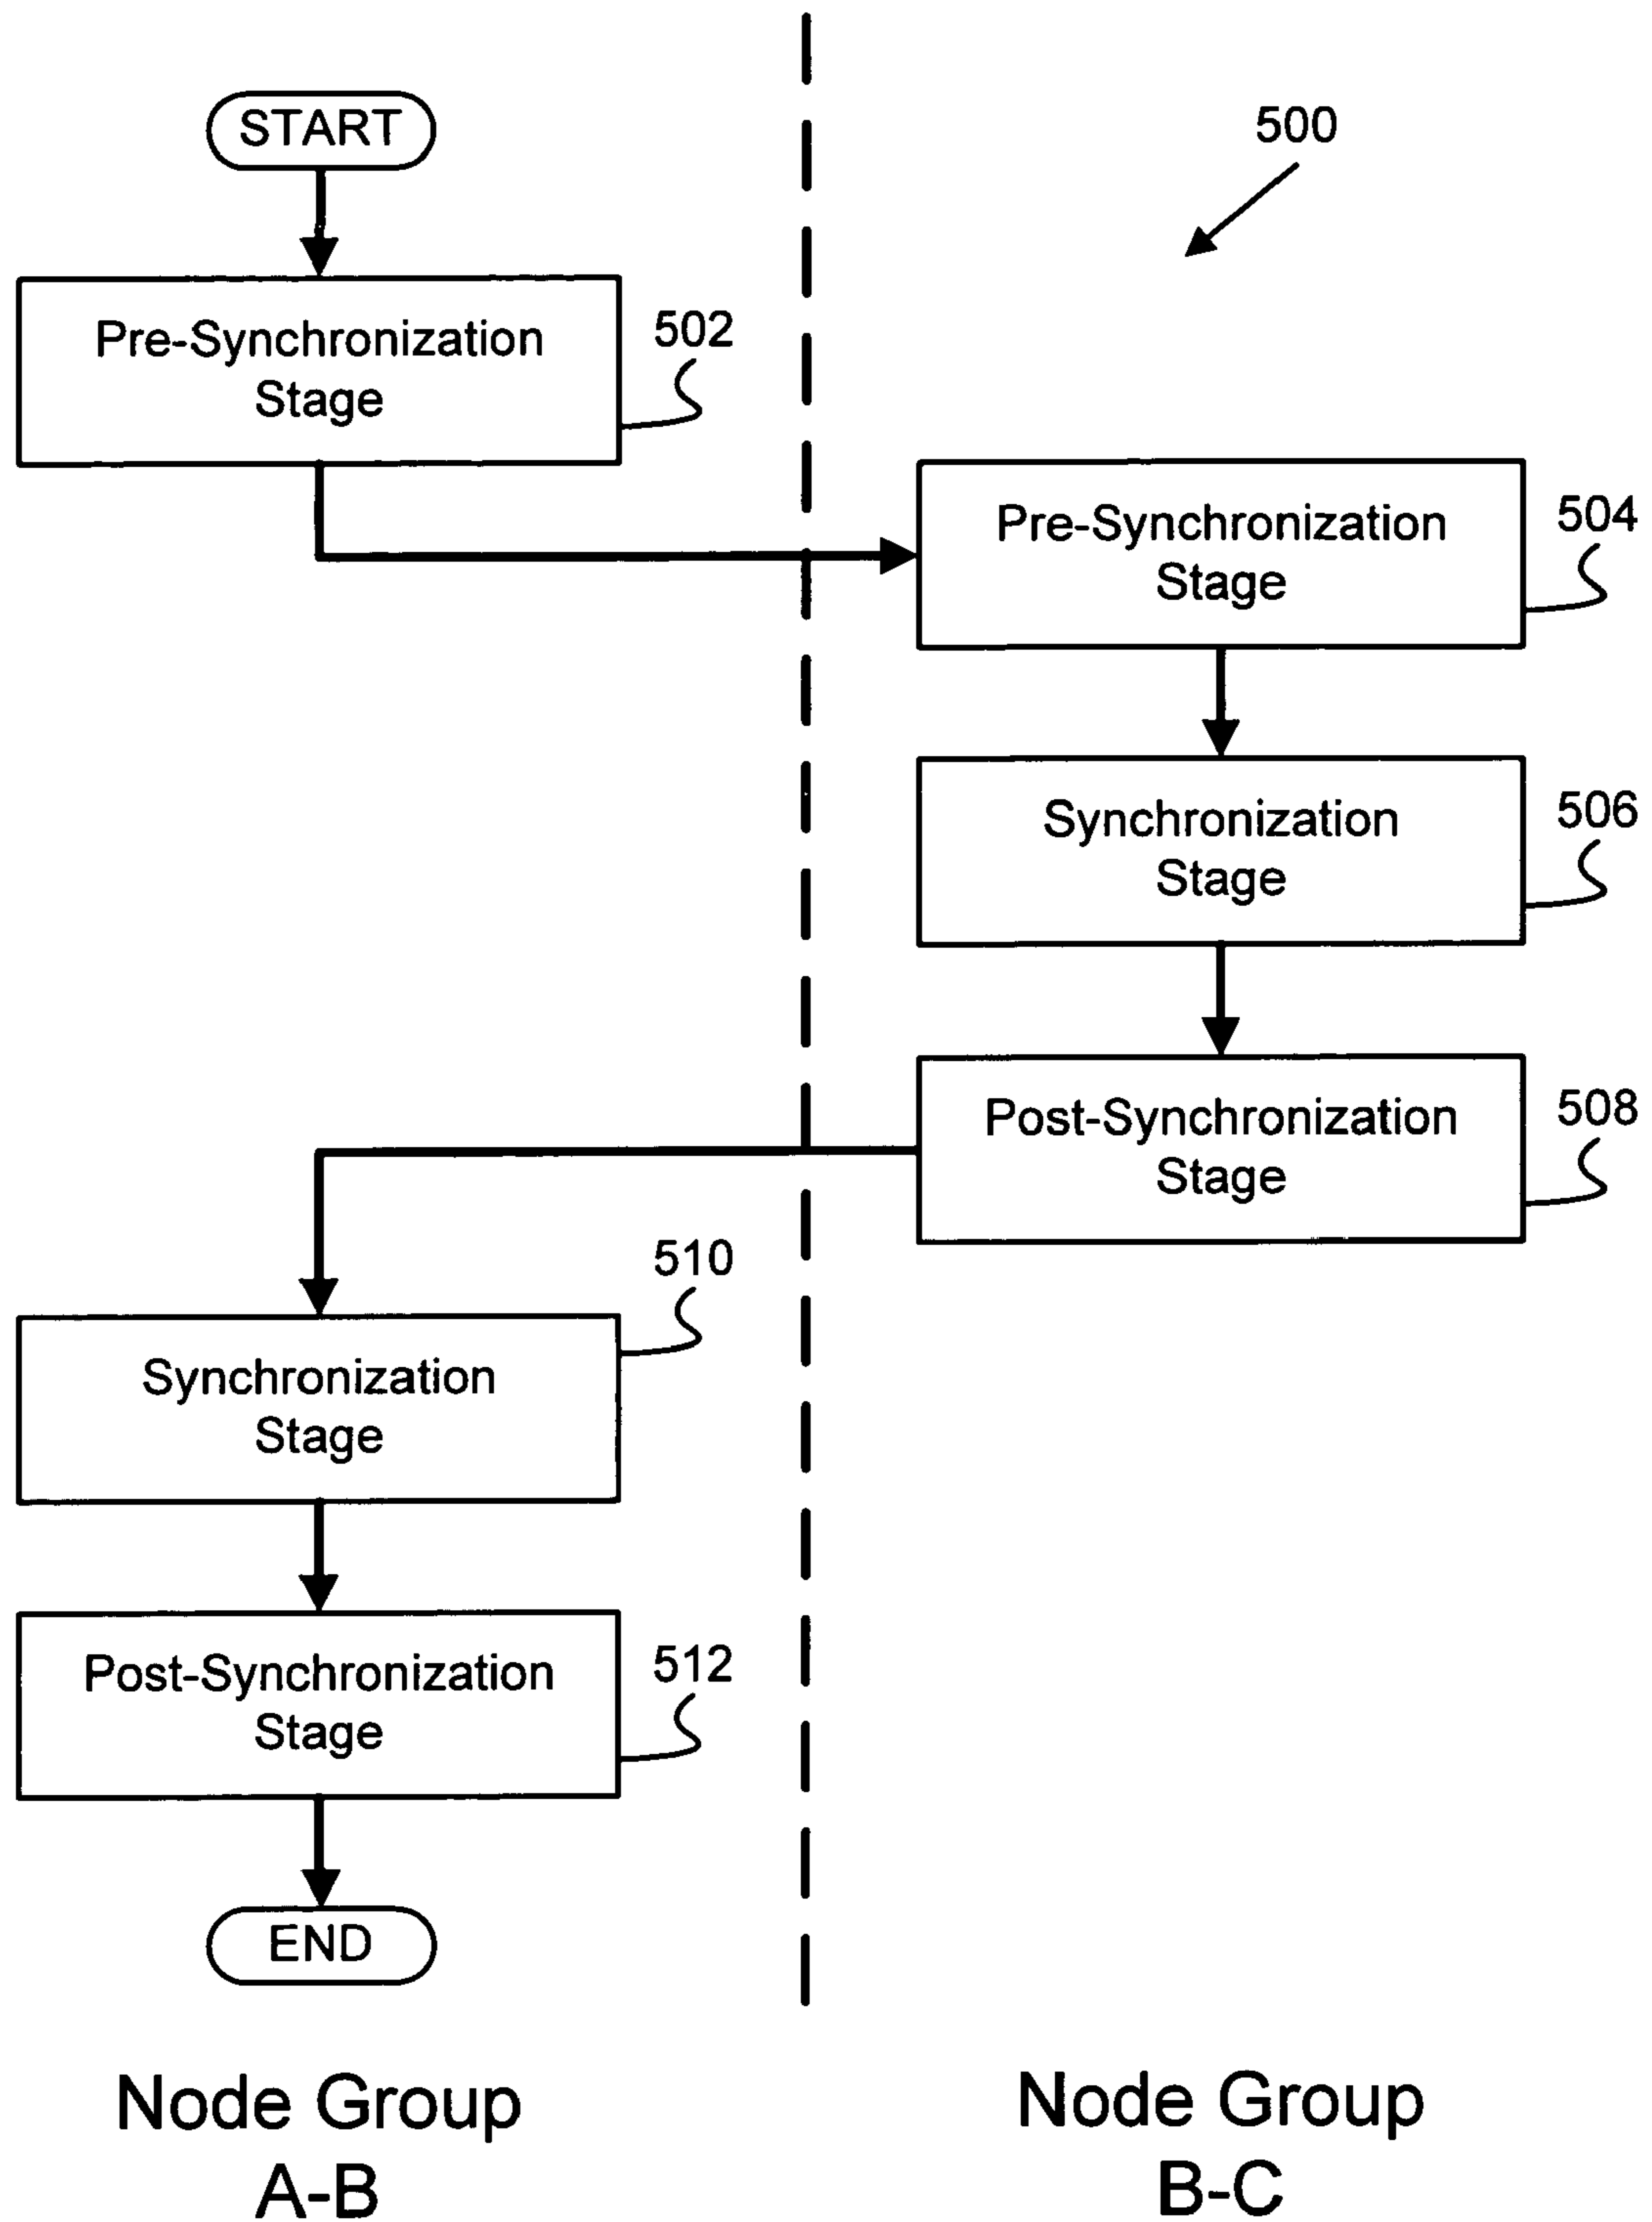 START
500
Pre-Synchronization
Stage
502
Pre-Synchronization
Stage
504
Synchronization
Stage
506
Post-Synchronization
Stage
508
510
Synchronization
Stage
Post-Synchronization
Stage
512
END
Node Group
A-B
Node Group
B-C